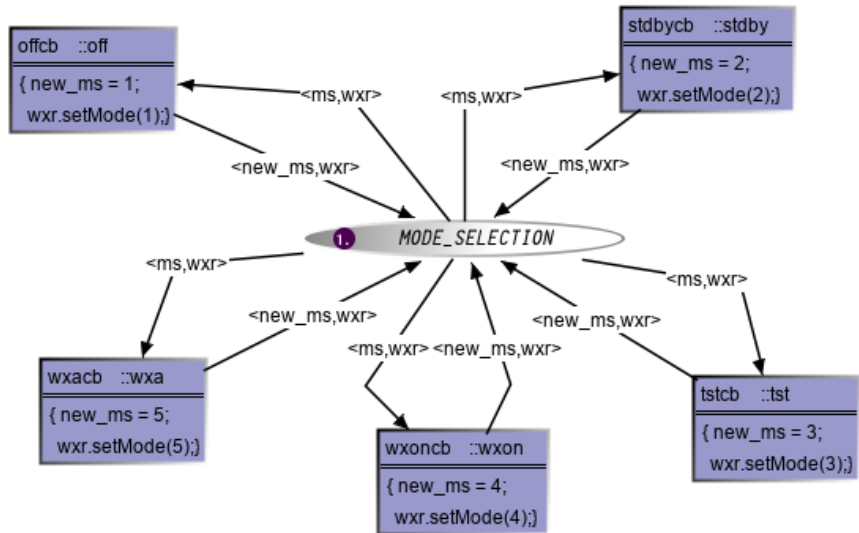 offcb ::off
{ new_ms = 1;
wxr.setMode(1);}
stdbycb ::stdby
{ new_ms = 2;
wxr.setMode(2);}
<ms,wxr>
<ms,wxr>
<new_ms,wxr>
<new_ms,wxr>
1. MODE_SELECTION
<ms,wxr>
<ms,wxr>
<new_ms,wxr>
<new_ms,wxr>
<ms,wxr>
<new_ms,wxr>
wxacb ::wxa
{ new_ms = 5;
wxr.setMode(5);}
wxoncb ::wxon
{ new_ms = 4;
wxr.setMode(4);}
tstcb ::tst
{ new_ms = 3;
wxr.setMode(3);}